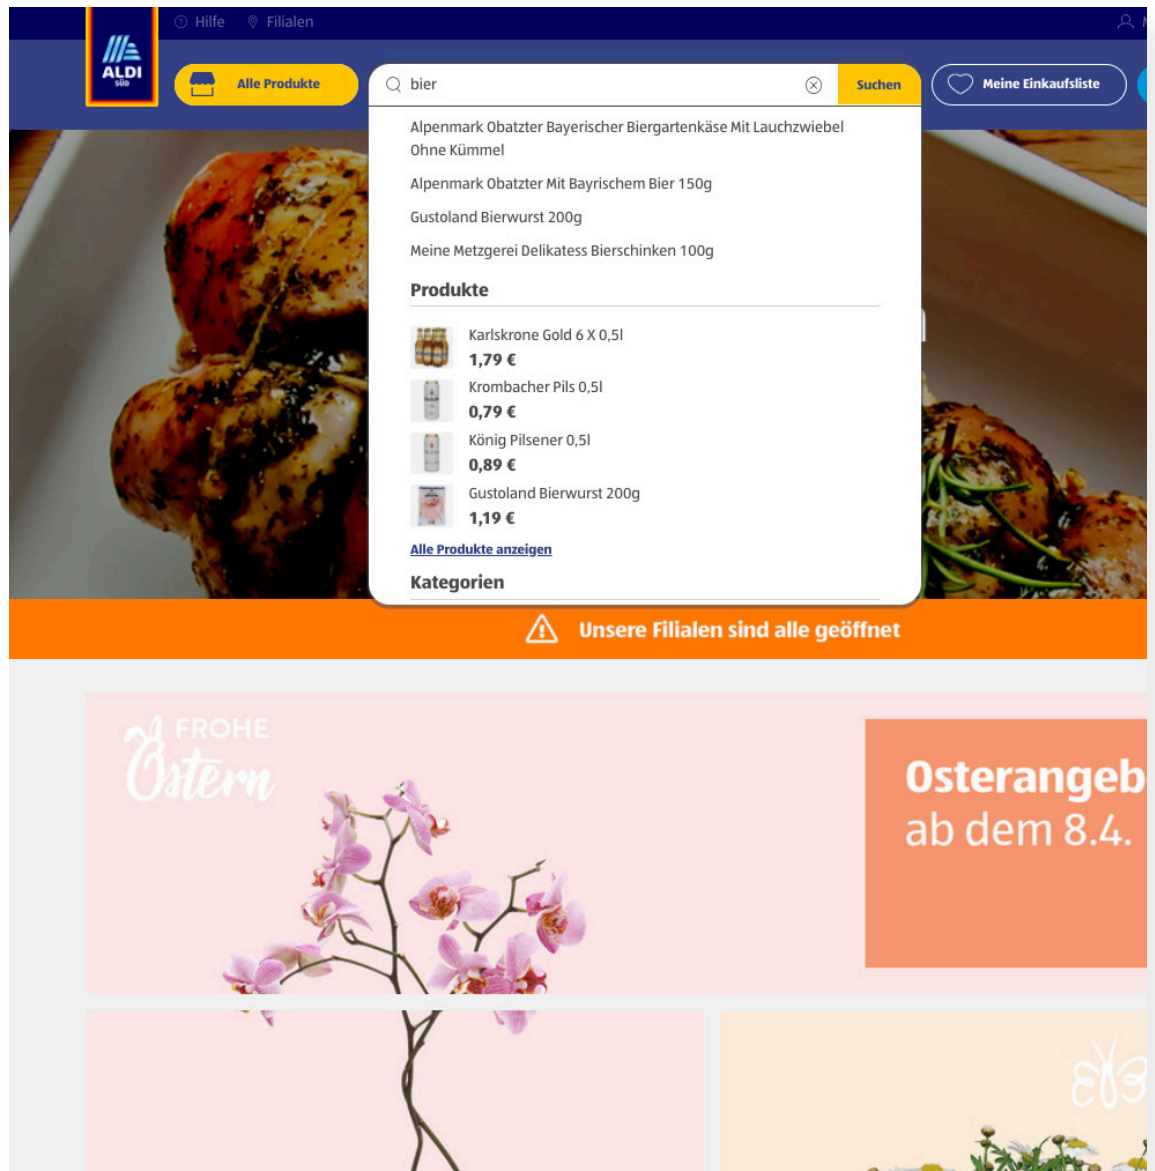 Hilfe
Filialen
ALDI
SÜD
Alle Produkte
bier
Suchen
Meine Einkaufsliste
Alpenmark Obatzter Bayerischer Biergartenkäse Mit Lauchzwiebel
Ohne Kümmel
Alpenmark Obatzter Mit Bayrischem Bier 150g
Gustoland Bierwurst 200g
Meine Metzgerei Delikatess Bierschinken 100g
Produkte
Karlskrone Gold 6 X 0,5l
1,79 €
Krombacher Pils 0,5l
0,79 €
König Pilsener 0,5l
0,89 €
Gustoland Bierwurst 200g
1,19 €
Alle Produkte anzeigen
Kategorien
Unsere Filialen sind alle geöffnet
FROHE
Ostern
Osterangeb
ab dem 8.4.